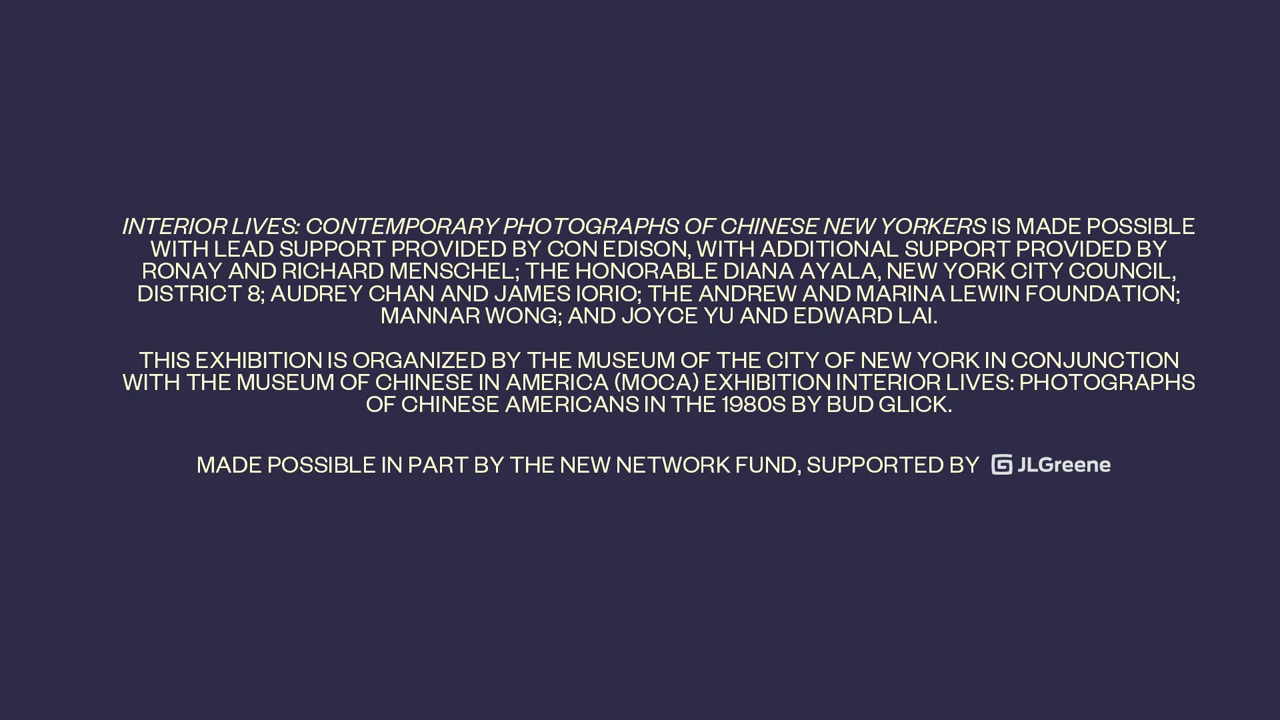 INTERIOR LIVES: CONTEMPORARY PHOTOGRAPHS OF CHINESE NEW YORKERS IS MADE POSSIBLE
WITH LEAD SUPPORT PROVIDED BY CON EDISON, WITH ADDITIONAL SUPPORT PROVIDED BY
RONAY AND RICHARD MENSCHEL; THE HONORABLE DIANA AYALA, NEW YORK CITY COUNCIL,
DISTRICT 8; AUDREY CHAN AND JAMES IORIO; THE ANDREW AND MARINA LEWIN FOUNDATION;
MANNAR WONG; AND JOYCE YU AND EDWARD LAI.
THIS EXHIBITION IS ORGANIZED BY THE MUSEUM OF THE CITY OF NEW YORK IN CONJUNCTION
WITH THE MUSEUM OF CHINESE IN AMERICA (MOCA) EXHIBITION INTERIOR LIVES: PHOTOGRAPHS
OF CHINESE AMERICANS IN THE 1980S BY BUD GLICK.
MADE POSSIBLE IN PART BY THE NEW NETWORK FUND, SUPPORTED BY JLGreene